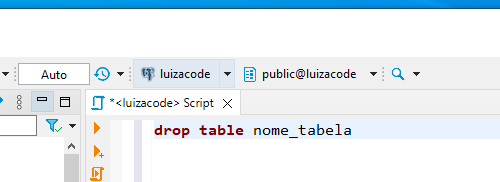 Auto luizacode public@luizacode
*<luizacode> Script
drop table nome_tabela